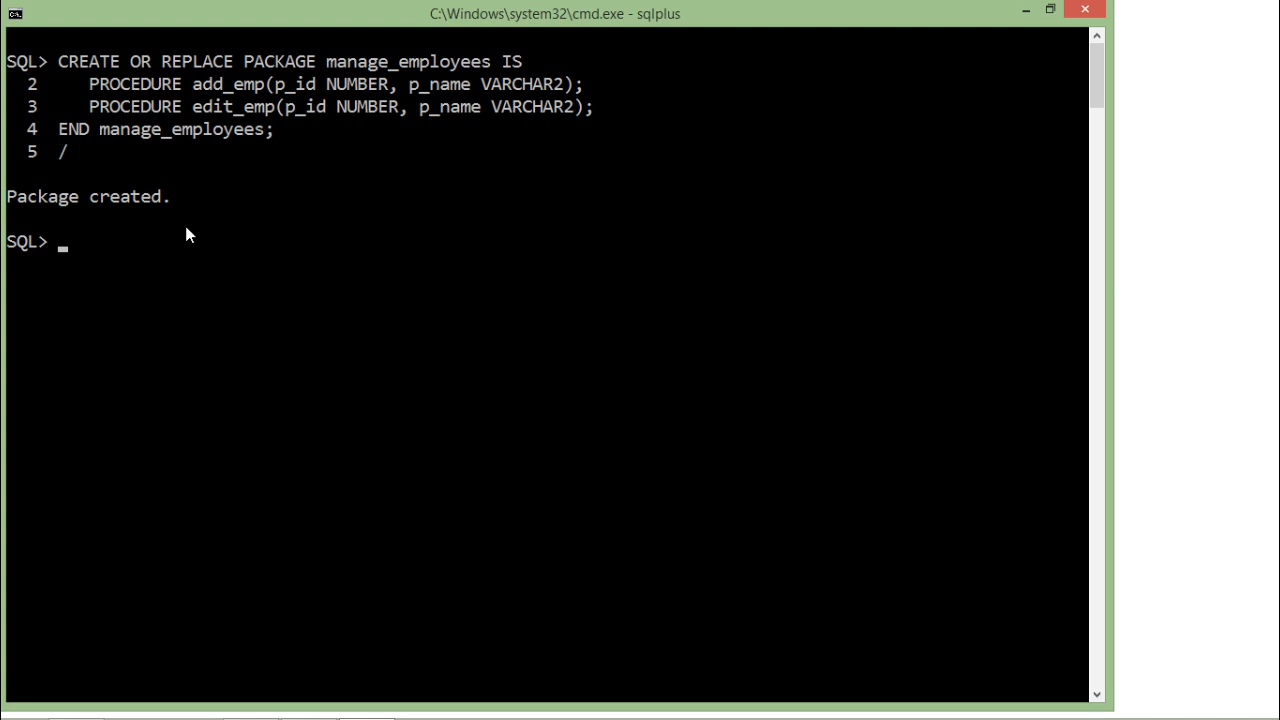 C:\Windows\system32\cmd.exe - sqlplus
SQL> CREATE OR REPLACE PACKAGE manage_employees IS
2 PROCEDURE add_emp(p_id NUMBER, p_name VARCHAR2);
3 PROCEDURE edit_emp(p_id NUMBER, p_name VARCHAR2);
4 END manage_employees;
5 /
Package created.
SQL> _